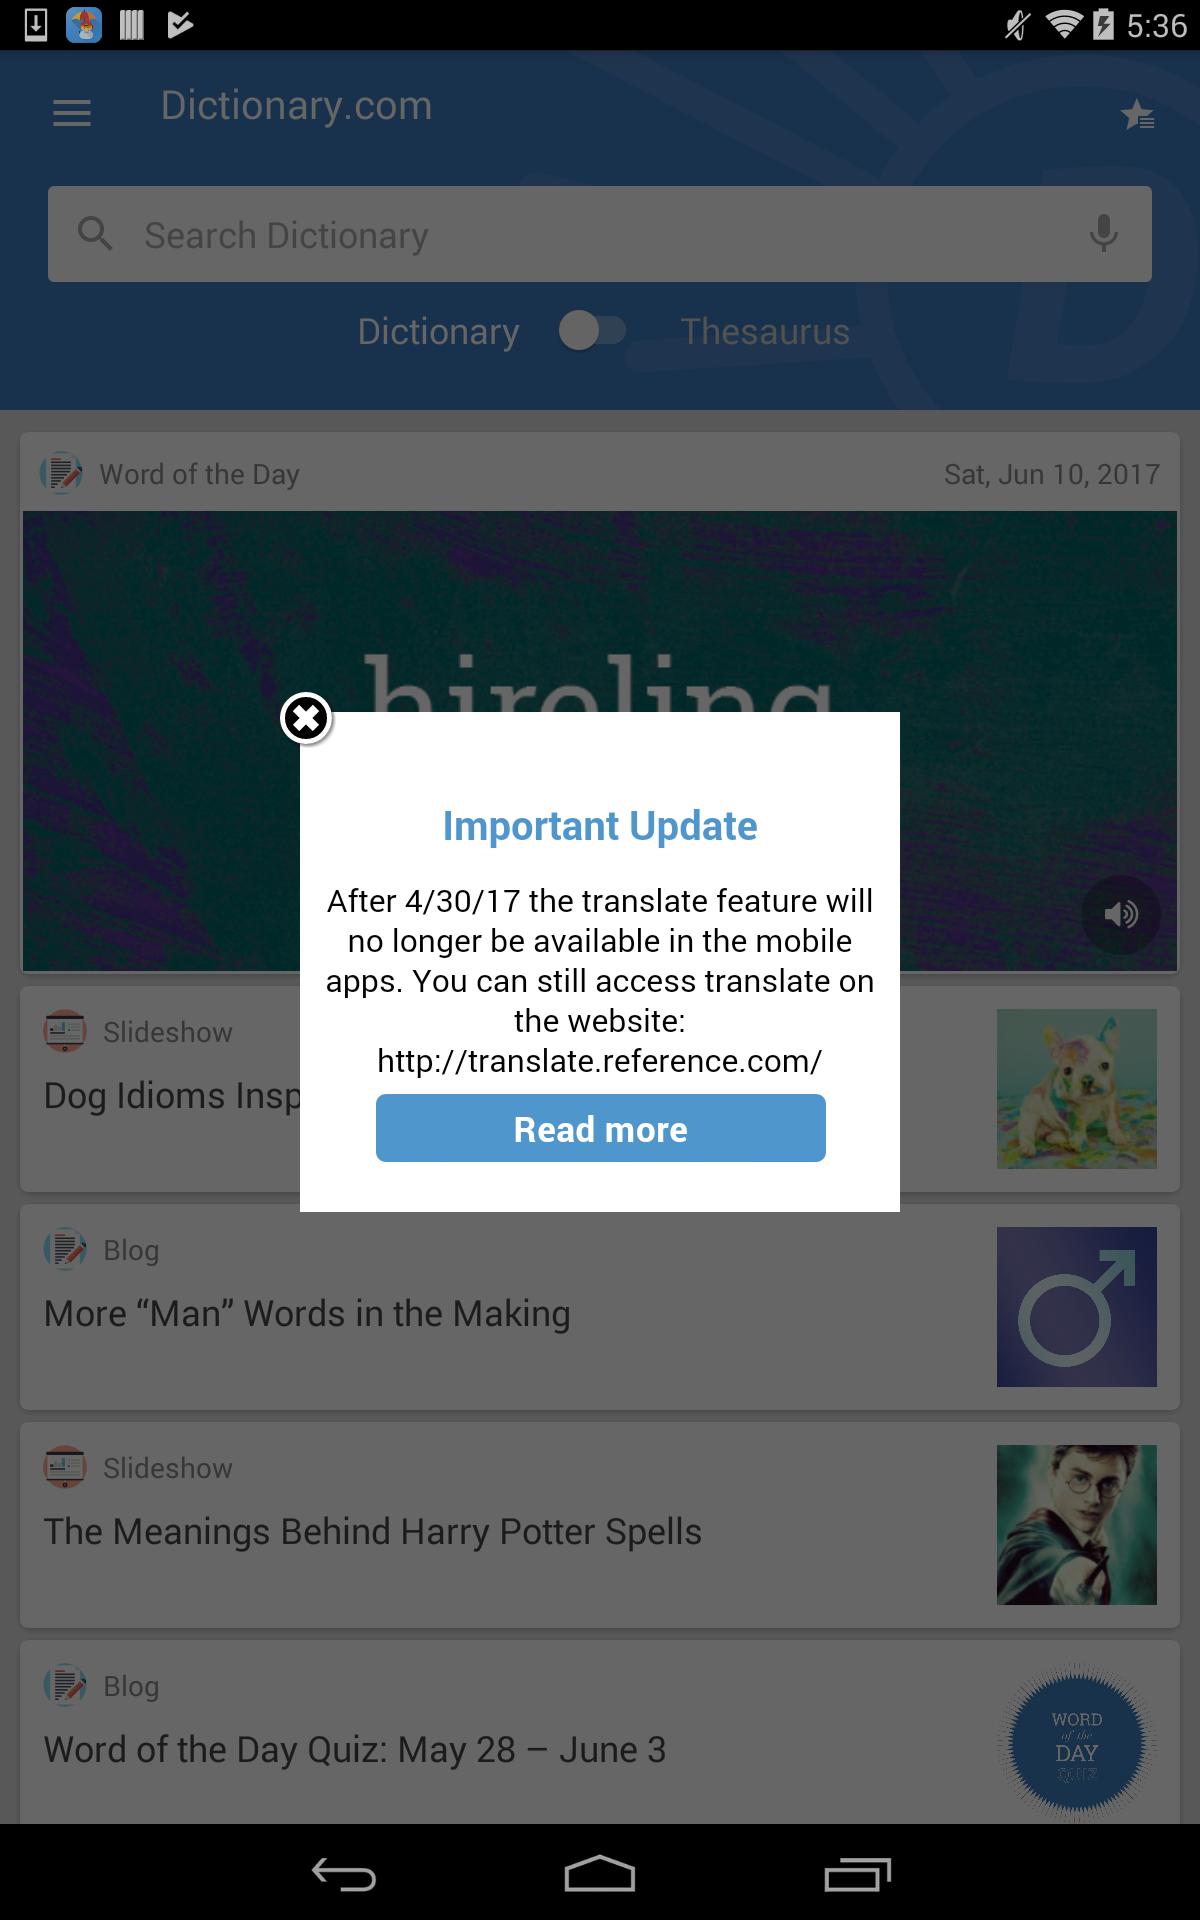 5:36
Dictionary.com
Search Dictionary
Dictionary
Thesaurus
Word of the Day
Sat, Jun 10, 2017
hireling
Important Update
After 4/30/17 the translate feature will
no longer be available in the mobile
apps. You can still access translate on
the website:
http://translate.reference.com/
Read more
Slideshow
Dog Idioms Insp
Blog
More “Man” Words in the Making
Slideshow
The Meanings Behind Harry Potter Spells
Blog
Word of the Day Quiz: May 28 – June 3
WORD
of the
DAY
QUIZ